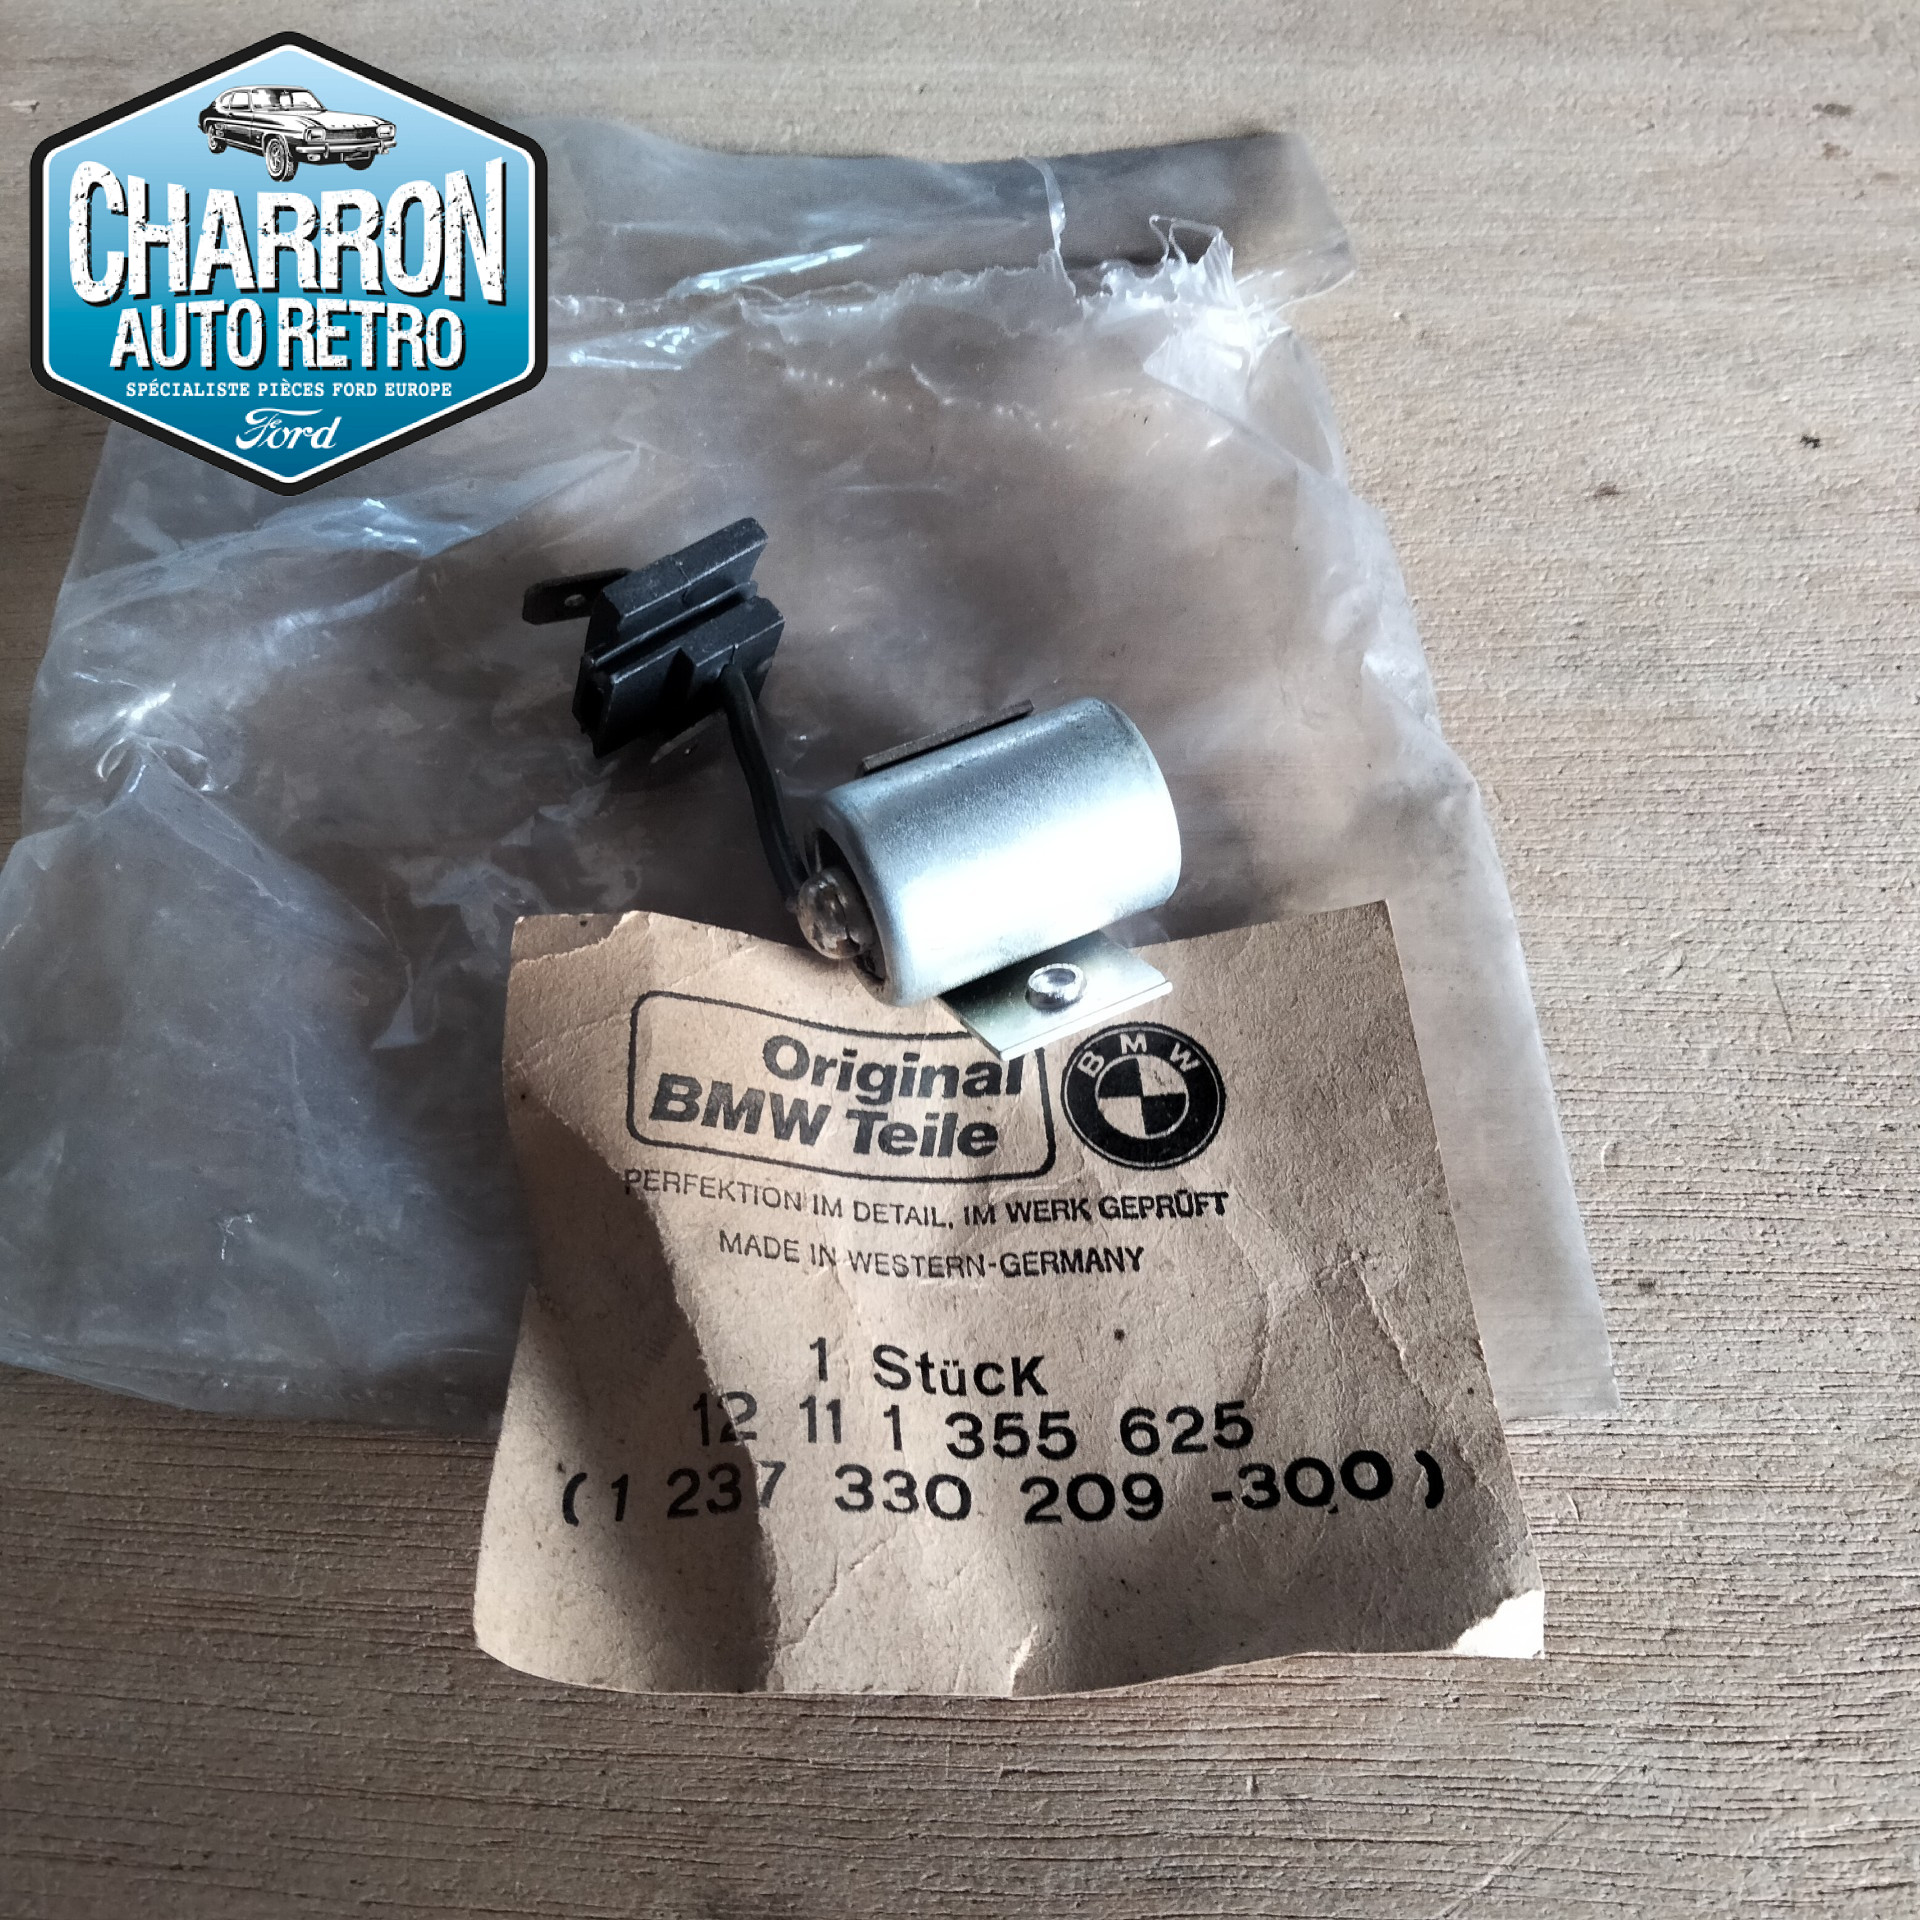 CHARRON
AUTO RETRO
SPÉCIALISTE PIÈCES FORD EUROPE
Ford
Original
BMW Teile
BMW
PERFEKTION IM DETAIL, IM WERK GEPRÜFT
MADE IN WESTERN-GERMANY
1 Stück
12 11 1 355 625
(1 237 330 209 -300)